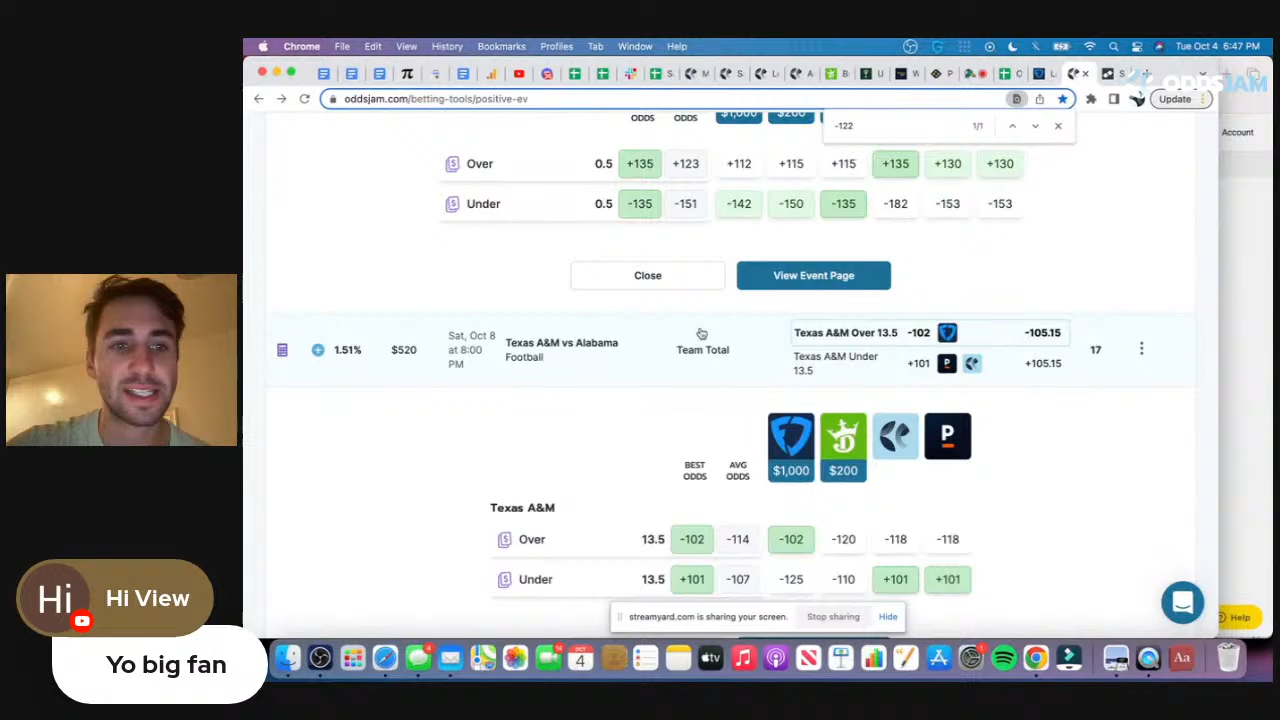 Chrome File Edit View History Bookmarks Profiles Tab Window Help Tue Oct 4 6:47 PM
ODDSJAM
oddsjam.com/betting-tools/positive-ev Update
-122 1/1
Account
ODDS ODDS $1,000 $200
Over 0.5 +135 +123 +112 +115 +115 +135 +130 +130
Under 0.5 -135 -151 -142 -150 -135 -182 -153 -153
Close View Event Page
1.51% $520 Sat, Oct 8 at 8:00 PM Texas A&M vs Alabama Football Team Total Texas A&M Over 13.5 -102 -105.15 17
Texas A&M Under 13.5 +101 P +105.15
BEST ODDS AVG ODDS $1,000 $200 P
Texas A&M
Over 13.5 -102 -114 -102 -120 -118 -118
Under 13.5 +101 -107 -125 -110 +101 +101
streamyard.com is sharing your screen. Stop sharing Hide
Help
Hi Hi View
Yo big fan